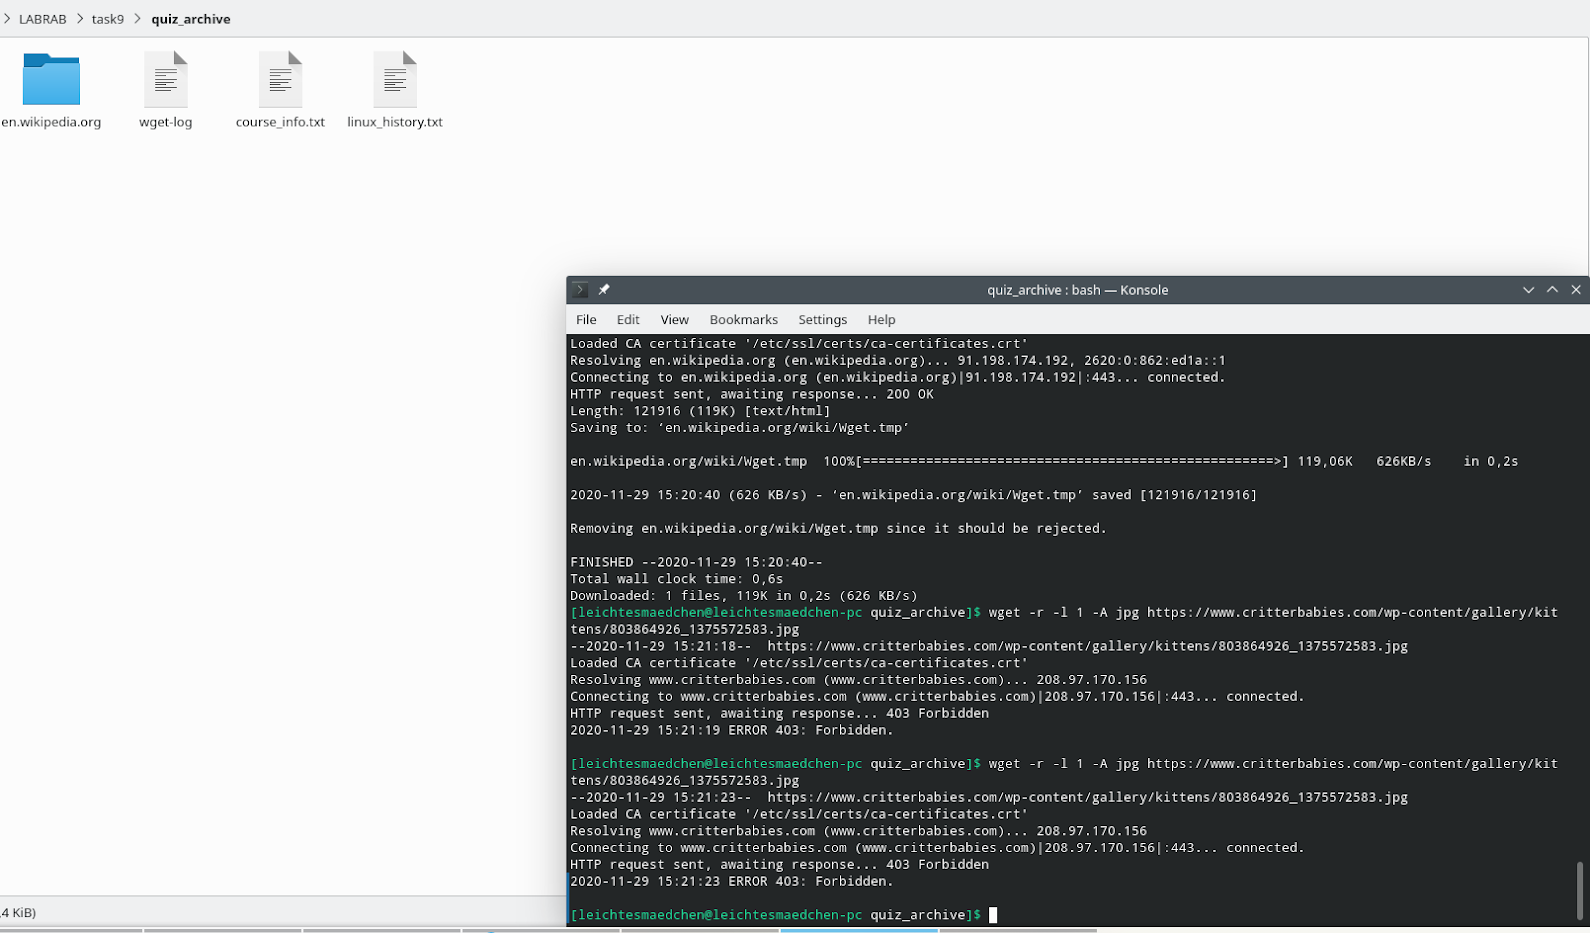 LABRAB > task9 > quiz_archive
en.wikipedia.org
wget-log
course_info.txt
linux_history.txt
quiz_archive : bash — Konsole
File Edit View Bookmarks Settings Help
Loaded CA certificate '/etc/ssl/certs/ca-certificates.crt'
Resolving en.wikipedia.org (en.wikipedia.org)... 91.198.174.192, 2620:0:862:ed1a::1
Connecting to en.wikipedia.org (en.wikipedia.org)|91.198.174.192|:443... connected.
HTTP request sent, awaiting response... 200 OK
Length: 121916 (119K) [text/html]
Saving to: ‘en.wikipedia.org/wiki/Wget.tmp’
en.wikipedia.org/wiki/Wget.tmp 100%[====================================================>] 119,06K 626KB/s in 0,2s
2020-11-29 15:20:40 (626 KB/s) - ‘en.wikipedia.org/wiki/Wget.tmp’ saved [121916/121916]
Removing en.wikipedia.org/wiki/Wget.tmp since it should be rejected.
FINISHED --2020-11-29 15:20:40--
Total wall clock time: 0,6s
Downloaded: 1 files, 119K in 0,2s (626 KB/s)
[leichtesmaedchen@leichtesmaedchen-pc quiz_archive]$ wget -r -l 1 -A jpg https://www.critterbabies.com/wp-content/gallery/kit
tens/803864926_1375572583.jpg
--2020-11-29 15:21:18-- https://www.critterbabies.com/wp-content/gallery/kittens/803864926_1375572583.jpg
Loaded CA certificate '/etc/ssl/certs/ca-certificates.crt'
Resolving www.critterbabies.com (www.critterbabies.com)... 208.97.170.156
Connecting to www.critterbabies.com (www.critterbabies.com)|208.97.170.156|:443... connected.
HTTP request sent, awaiting response... 403 Forbidden
2020-11-29 15:21:19 ERROR 403: Forbidden.
[leichtesmaedchen@leichtesmaedchen-pc quiz_archive]$ wget -r -l 1 -A jpg https://www.critterbabies.com/wp-content/gallery/kit
tens/803864926_1375572583.jpg
--2020-11-29 15:21:23-- https://www.critterbabies.com/wp-content/gallery/kittens/803864926_1375572583.jpg
Loaded CA certificate '/etc/ssl/certs/ca-certificates.crt'
Resolving www.critterbabies.com (www.critterbabies.com)... 208.97.170.156
Connecting to www.critterbabies.com (www.critterbabies.com)|208.97.170.156|:443... connected.
HTTP request sent, awaiting response... 403 Forbidden
2020-11-29 15:21:23 ERROR 403: Forbidden.
[leichtesmaedchen@leichtesmaedchen-pc quiz_archive]$
.4 KiB)